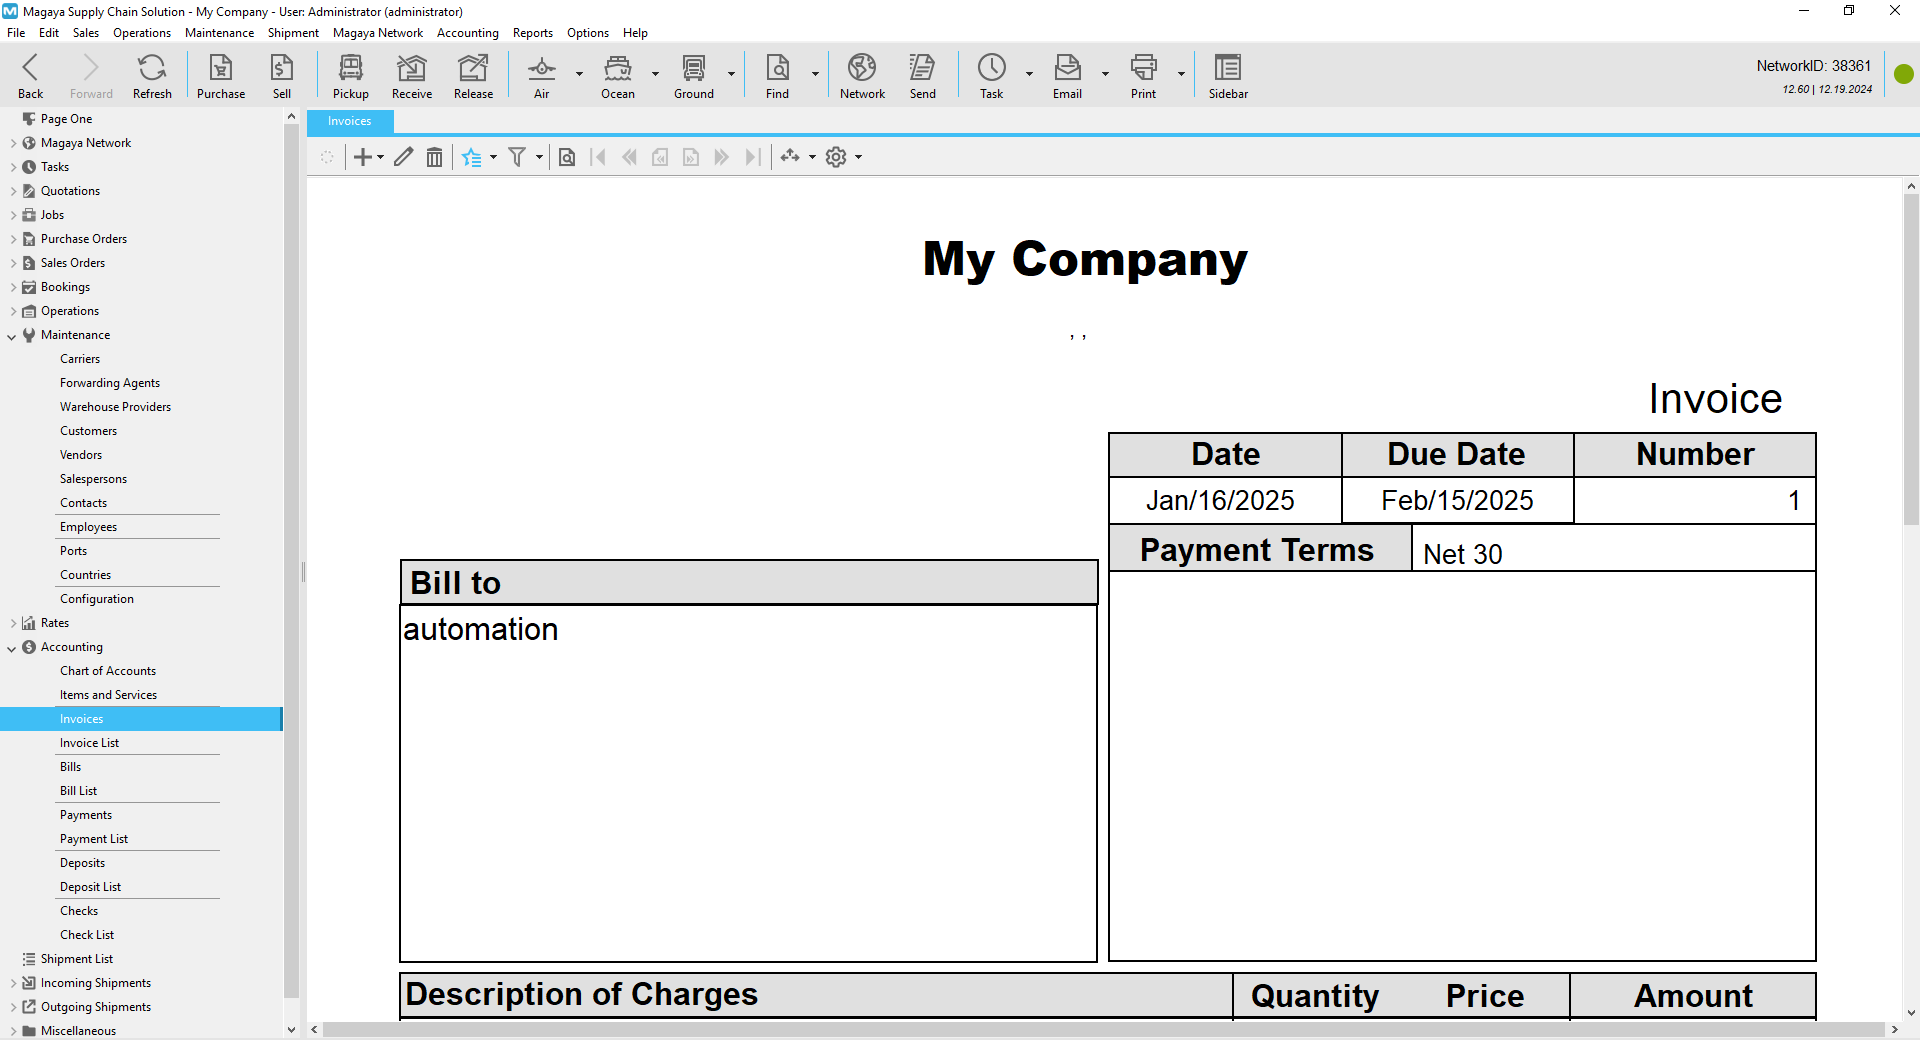 Magaya Supply Chain Solution - My Company - User: Administrator (administrator)
File Edit Sales Operations Maintenance Shipment Magaya Network Accounting Reports Options Help
Back Forward Refresh Purchase Sell Pickup Receive Release Air Ocean Ground Find Network Send Task Email Print Sidebar
NetworkID: 38361
12.60 | 12.19.2024
Page One
Magaya Network
Tasks
Quotations
Jobs
Purchase Orders
Sales Orders
Bookings
Operations
Maintenance
Carriers
Forwarding Agents
Warehouse Providers
Customers
Vendors
Salespersons
Contacts
Employees
Ports
Countries
Configuration
Rates
Accounting
Chart of Accounts
Items and Services
Invoices
Invoice List
Bills
Bill List
Payments
Payment List
Deposits
Deposit List
Checks
Check List
Shipment List
Incoming Shipments
Outgoing Shipments
Miscellaneous
Invoices
My Company
, ,
Invoice
Date Due Date Number
Jan/16/2025 Feb/15/2025 1
Payment Terms Net 30
Bill to
automation
Description of Charges Quantity Price Amount